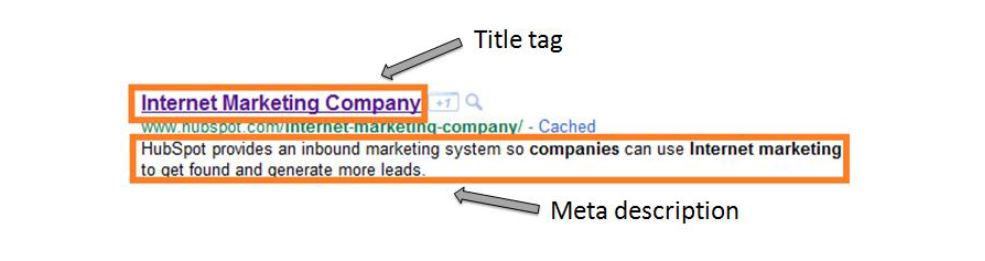 Title tag
Internet Marketing Company +1
www.hubspot.com/internet-marketing-company/ - Cached
HubSpot provides an inbound marketing system so companies can use Internet marketing
to get found and generate more leads.
Meta description